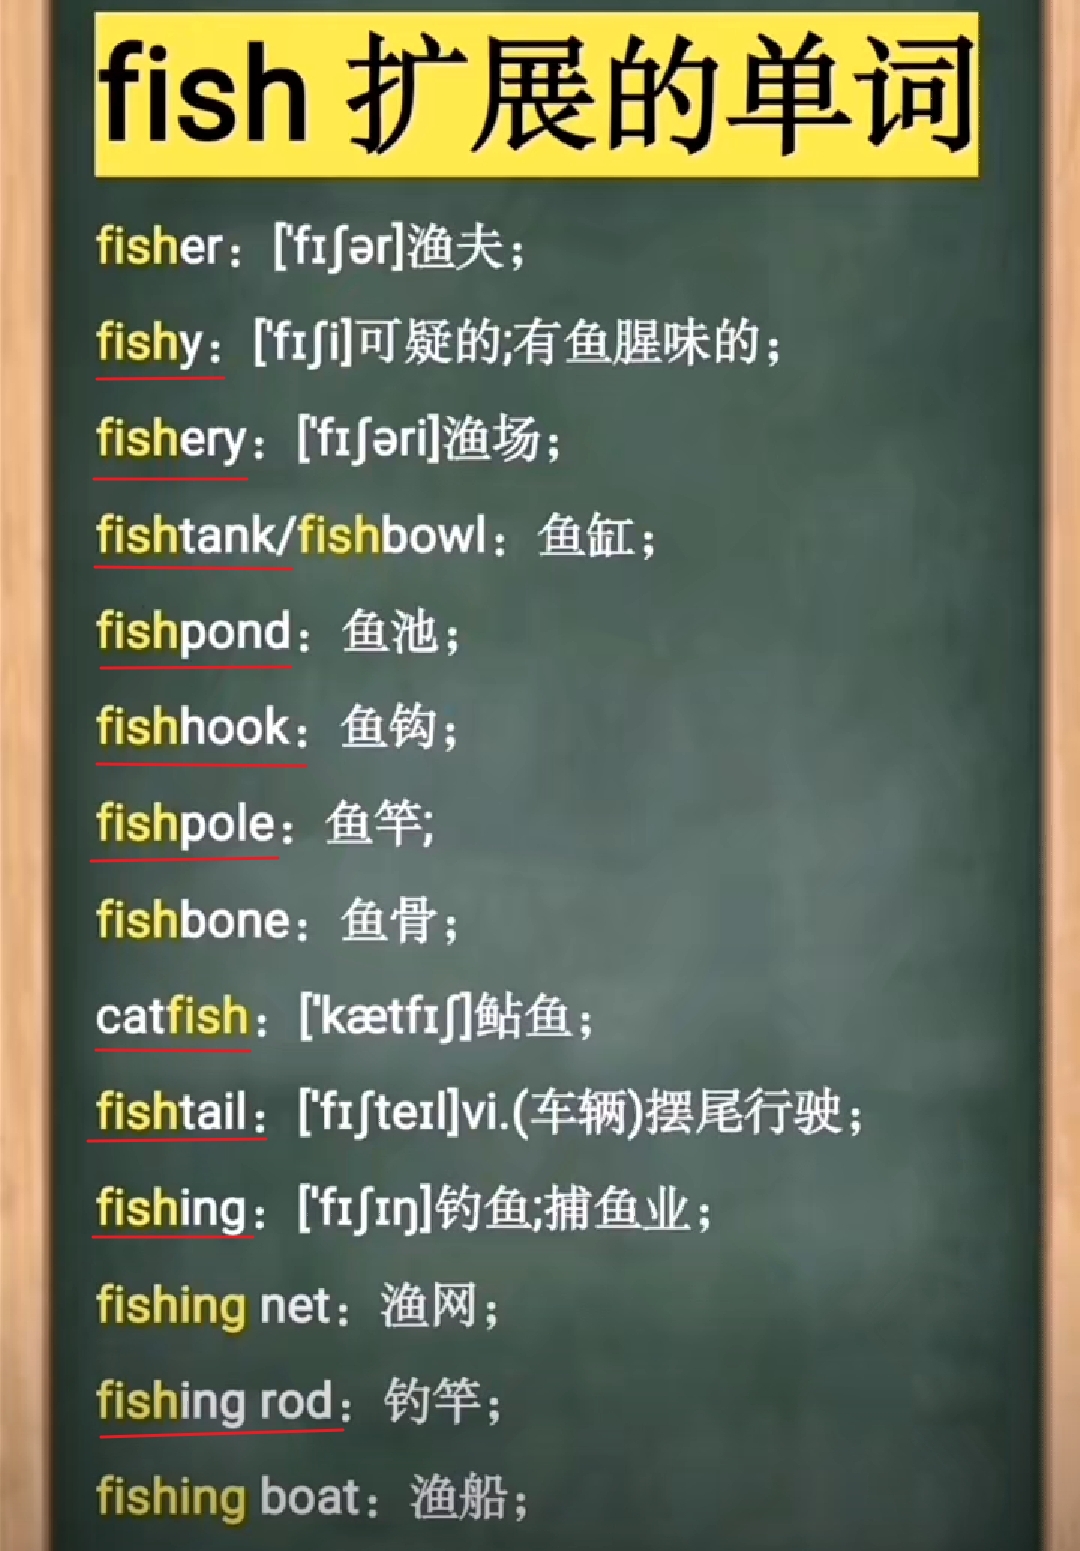 fish 扩展的单词
fisher：['fɪʃər]渔夫；
fishy：['fɪʃi]可疑的;有鱼腥味的；
fishery：['fɪʃəri]渔场；
fishtank/fishbowl：鱼缸；
fishpond：鱼池；
fishhook：鱼钩；
fishpole：鱼竿;
fishbone：鱼骨；
catfish：['kætfɪʃ]鲇鱼；
fishtail：['fɪʃteɪl]vi.(车辆)摆尾行驶；
fishing：['fɪʃɪŋ]钓鱼;捕鱼业；
fishing net：渔网；
fishing rod：钓竿；
fishing boat：渔船；